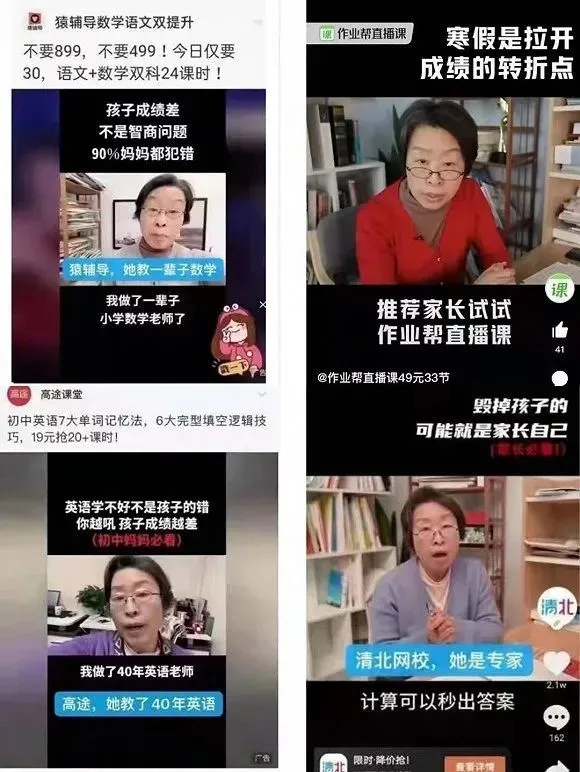 猿辅导数学语文双提升
不要899，不要499！今日仅要
30，语文+数学双科24课时！
孩子成绩差
不是智商问题
90%妈妈都犯错
猿辅导，她教一辈子数学
我做了一辈子
小学数学老师了
戳一下
高途
高途课堂
初中英语7大单词记忆法，6大完型填空逻辑技
巧，19元抢20+课时！
英语学不好不是孩子的错
你越吼 孩子成绩越差
（初中妈妈必看）
我做了40年英语老师
高途，她教了40年英语
广告
课 作业帮直播课
寒假是拉开
成绩的转折点
课
推荐家长试试
作业帮直播课
41
@作业帮直播课49元33节
毁掉孩子的
可能就是家长自己
（家长必看！）
清北
清北网校，她是专家
2.1w
计算可以秒出答案
162
清北
限时·降价抢！
查看详情